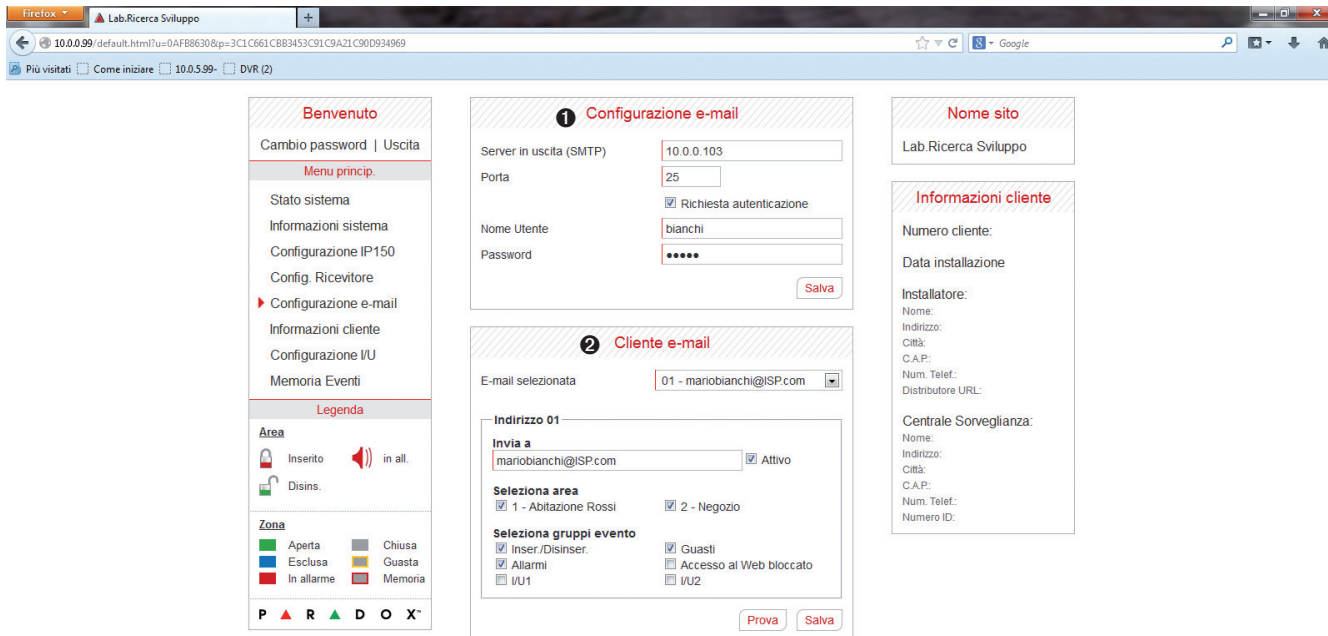 Firefox
Lab.Ricerca Sviluppo
10.0.0.99/default.html?u=0AFB8630&p=3C1C661CBB3453C91C9A21C90D934969
Google
Più visitati
Come iniziare
10.0.5.99-
DVR (2)
Benvenuto
Cambio password | Uscita
Menu princip.
Stato sistema
Informazioni sistema
Configurazione IP150
Config. Ricevitore
Configurazione e-mail
Informazioni cliente
Configurazione I/U
Memoria Eventi
Legenda
Area
Inserito
in all.
Disins.
Zona
Aperta
Chiusa
Esclusa
Guasta
In allarme
Memoria
PARADOX™
1 Configurazione e-mail
Server in uscita (SMTP) 10.0.0.103
Porta 25
Richiesta autenticazione
Nome Utente bianchi
Password •••••
Salva
2 Cliente e-mail
E-mail selezionata 01 - mariobianchi@ISP.com
Indirizzo 01
Invia a
mariobianchi@ISP.com Attivo
Seleziona area
1 - Abitazione Rossi 2 - Negozio
Seleziona gruppi evento
Inser./Disinser. Guasti
Allarmi Accesso al Web bloccato
I/U1 I/U2
Prova Salva
Nome sito
Lab.Ricerca Sviluppo
Informazioni cliente
Numero cliente:
Data installazione
Installatore:
Nome:
Indirizzo:
Città:
C.A.P.:
Num. Telef.:
Distributore URL:
Centrale Sorveglianza:
Nome:
Indirizzo:
Città:
C.A.P.:
Num. Telef.:
Numero ID: